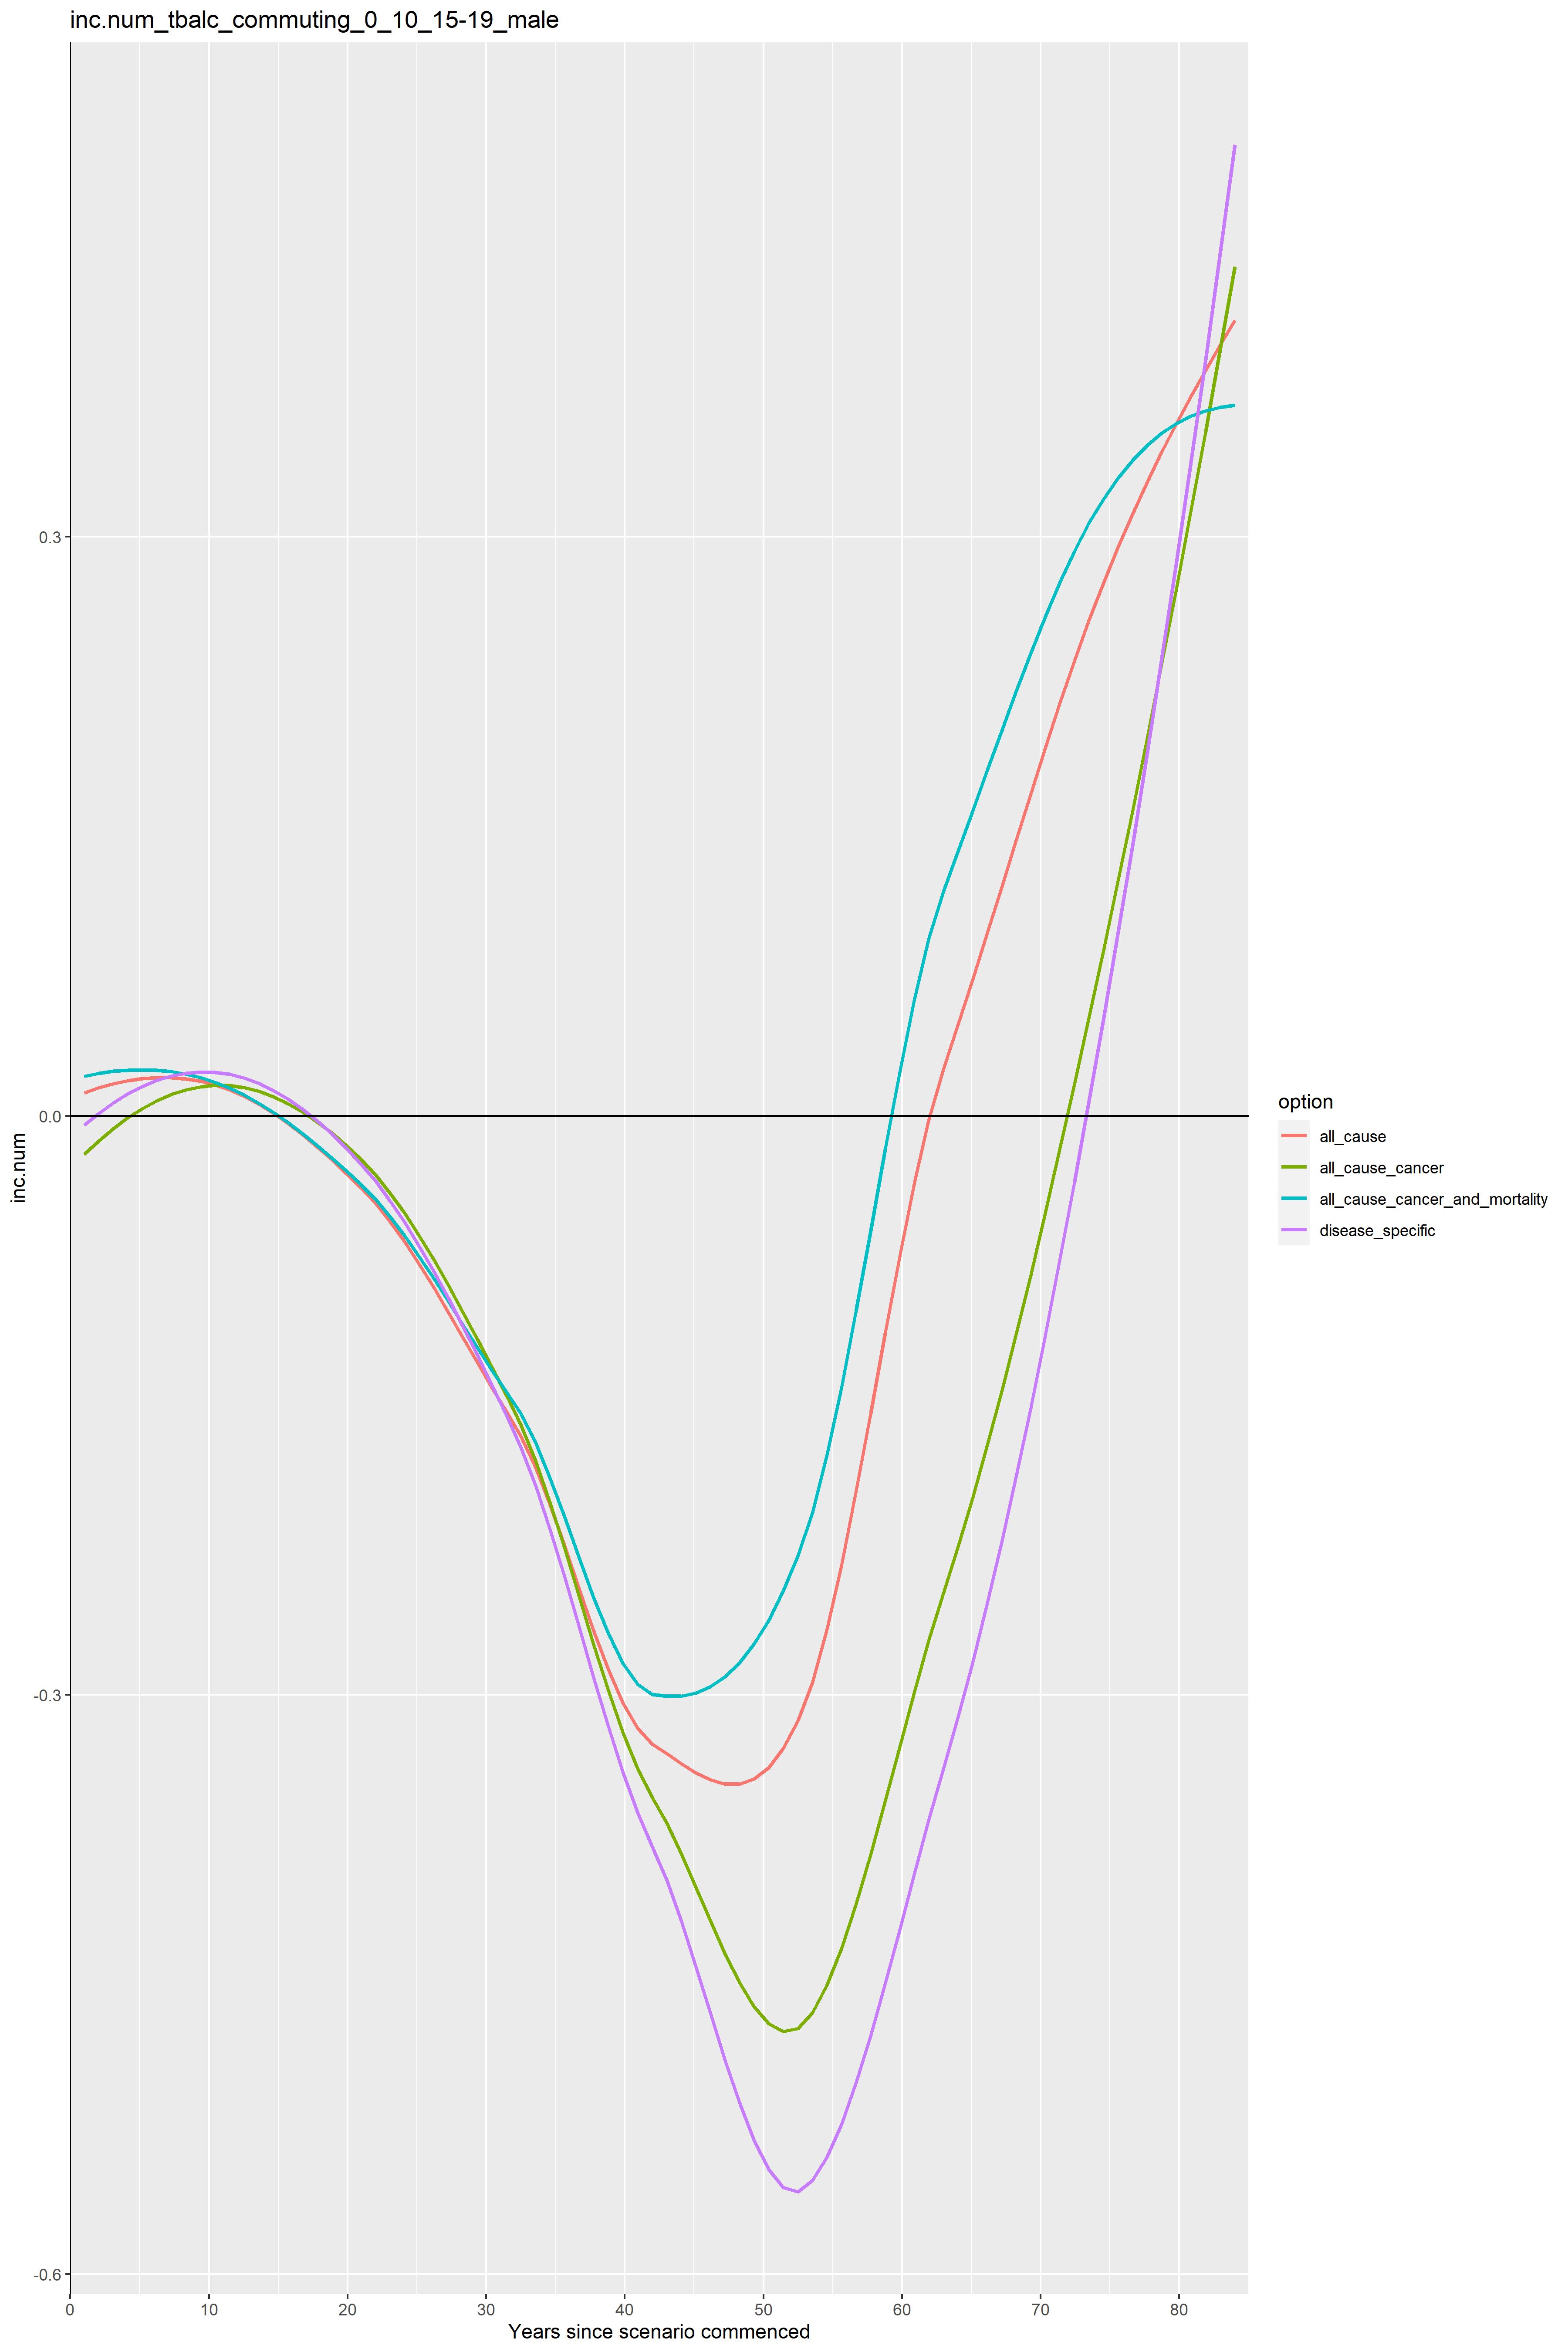 inc.num_tbalc_commuting_0_10_15-19_male
0.3
0.0
-0.3
-0.6
inc.num
0 10 20 30 40 50 60 70 80
Years since scenario commenced
option
all_cause
all_cause_cancer
all_cause_cancer_and_mortality
disease_specific